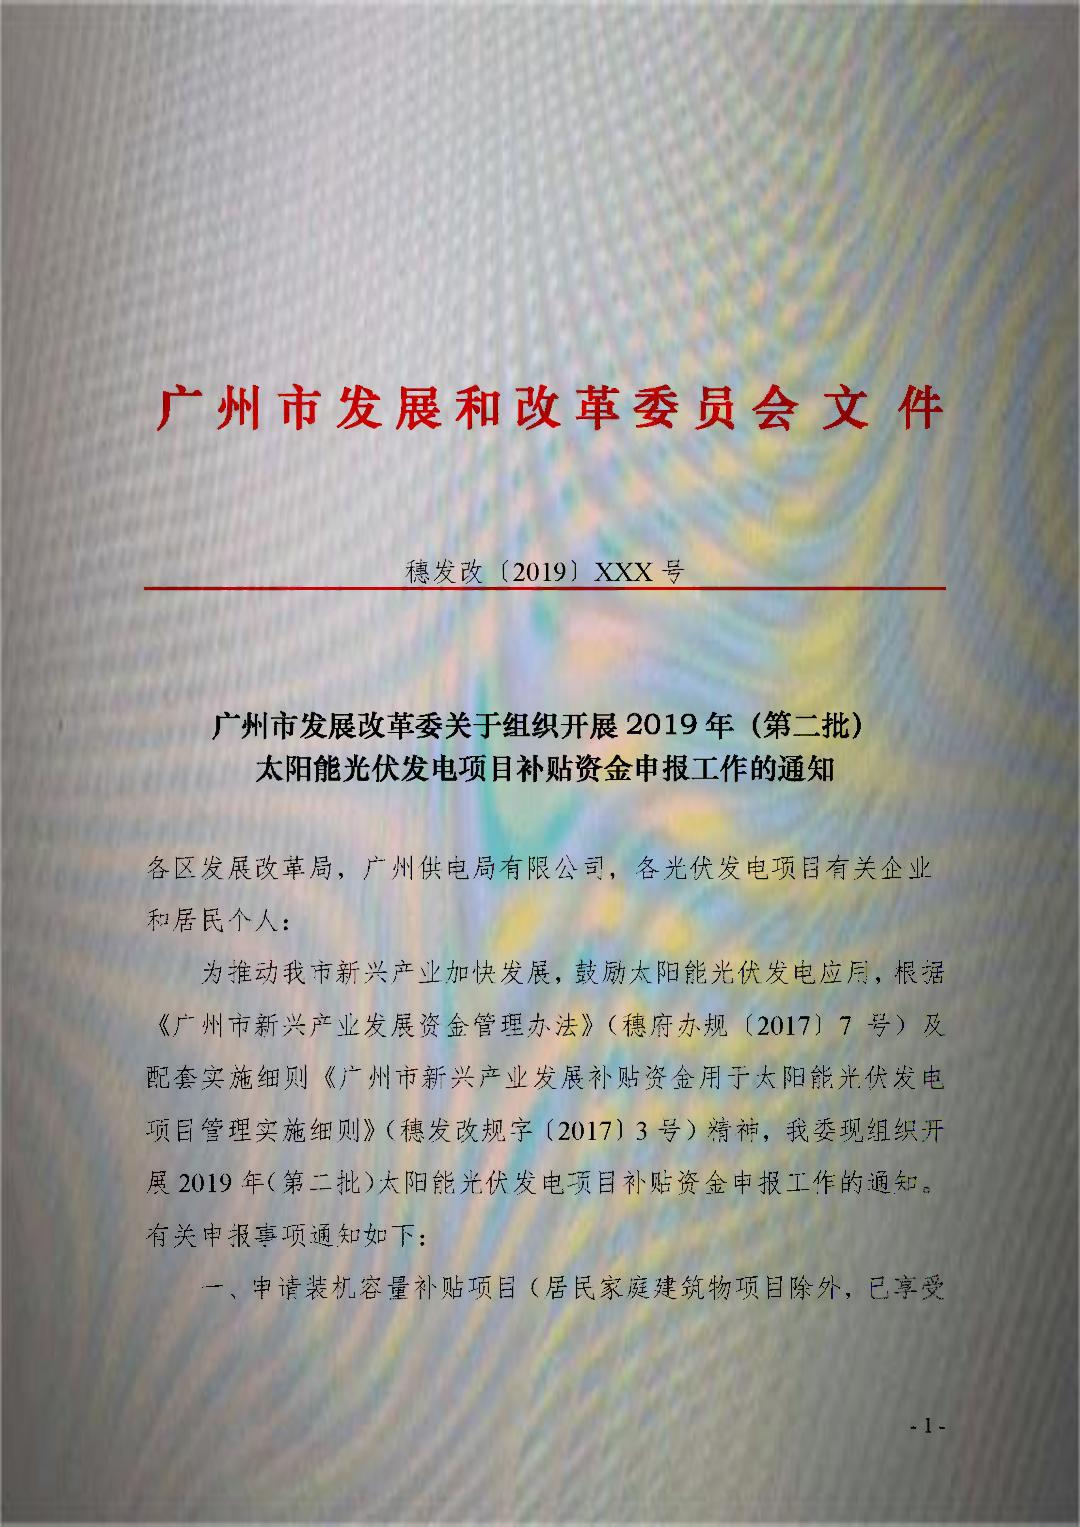 广州市发展和改革委员会文件
穗发改〔2019〕XXX号
广州市发展改革委关于组织开展2019年（第二批）
太阳能光伏发电项目补贴资金申报工作的通知
各区发展改革局，广州供电局有限公司，各光伏发电项目有关企业
和居民个人：
为推动我市新兴产业加快发展，鼓励太阳能光伏发电应用，根据
《广州市新兴产业发展资金管理办法》（穗府办规〔2017〕7号）及
配套实施细则《广州市新兴产业发展补贴资金用于太阳能光伏发电
项目管理实施细则》（穗发改规字〔2017〕3号）精神，我委现组织开
展2019年（第二批）太阳能光伏发电项目补贴资金申报工作的通知。
有关申报事项通知如下：
一、申请装机容量补贴项目（居民家庭建筑物项目除外，已享受
- 1 -